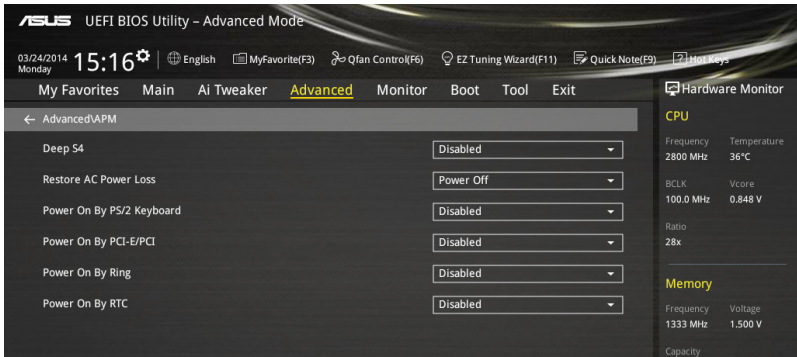 ASUS UEFI BIOS Utility – Advanced Mode
03/24/2014 Monday 15:16 English MyFavorite(F3) Qfan Control(F6) EZ Tuning Wizard(F11) Quick Note(F9) Hot Keys
My Favorites Main Ai Tweaker Advanced Monitor Boot Tool Exit
← Advanced\APM
Deep S4 Disabled
Restore AC Power Loss Power Off
Power On By PS/2 Keyboard Disabled
Power On By PCI-E/PCI Disabled
Power On By Ring Disabled
Power On By RTC Disabled
Hardware Monitor
CPU
Frequency Temperature
2800 MHz 36°C
BCLK Vcore
100.0 MHz 0.848 V
Ratio
28x
Memory
Frequency Voltage
1333 MHz 1.500 V
Capacity